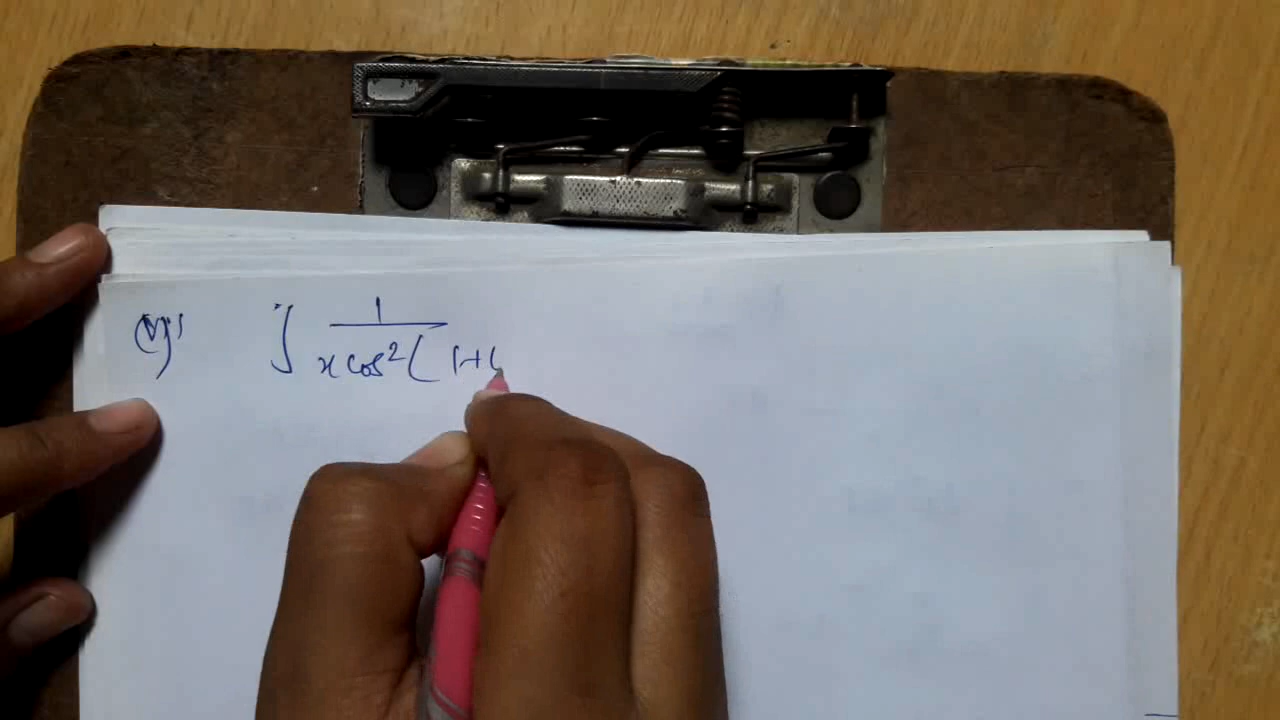 (v) ∫ 1 / x cos² ( 1+